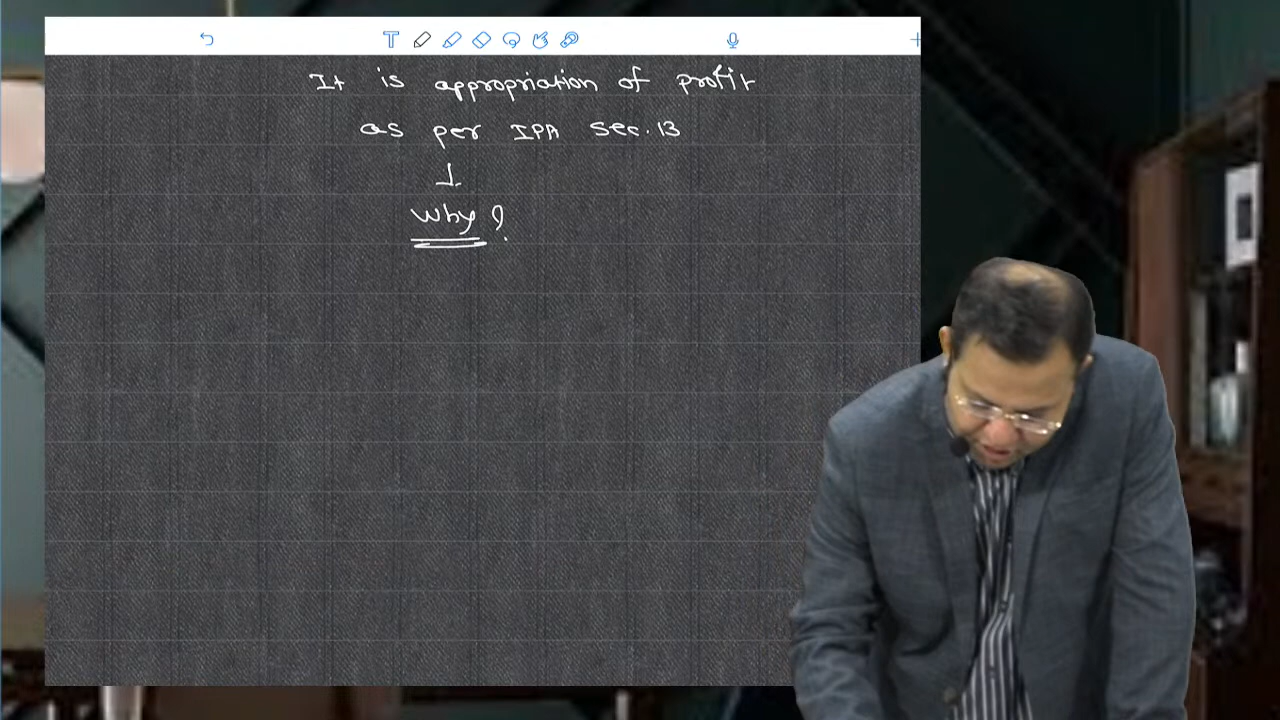 It is appropriation of profit
as per IPA Sec. 13
Why ?